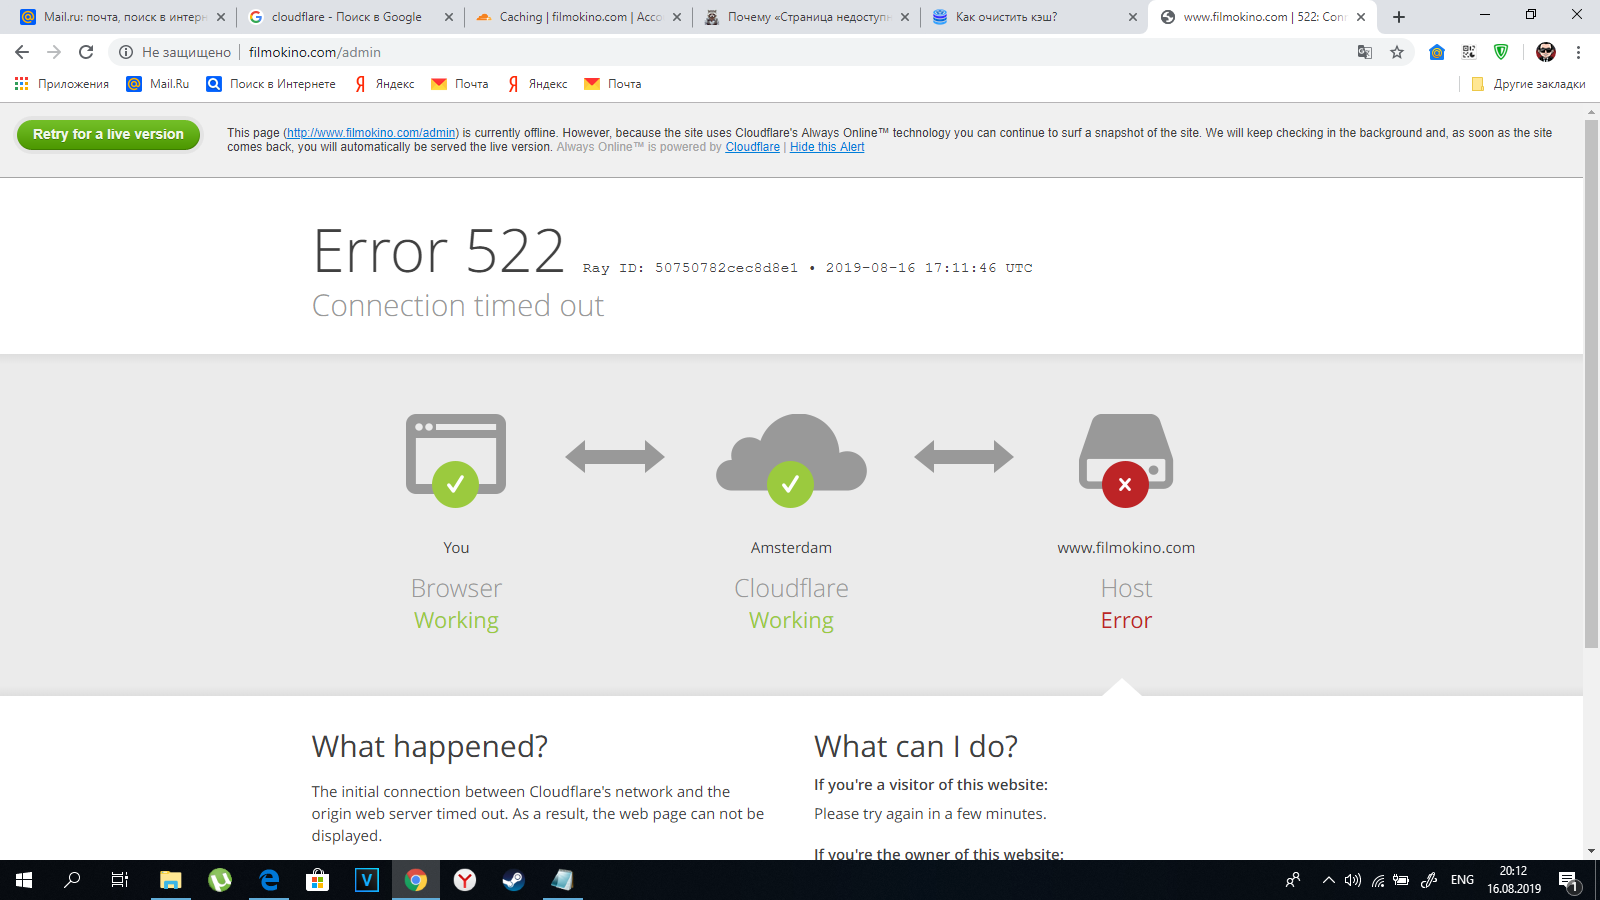 Mail.ru: почта, поиск в интерн
cloudflare - Поиск в Google
Caching | filmokino.com | Acco
Почему «Страница недоступн
Как очистить кэш?
www.filmokino.com | 522: Conn
Не защищено
filmokino.com/admin
Приложения
Mail.Ru
Поиск в Интернете
Яндекс
Почта
Яндекс
Почта
Другие закладки
Retry for a live version
This page (http://www.filmokino.com/admin) is currently offline. However, because the site uses Cloudflare's Always Online™ technology you can continue to surf a snapshot of the site. We will keep checking in the background and, as soon as the site
comes back, you will automatically be served the live version. Always Online™ is powered by Cloudflare | Hide this Alert
Error 522 Ray ID: 50750782cec8d8e1 • 2019-08-16 17:11:46 UTC
Connection timed out
You
Browser
Working
Amsterdam
Cloudflare
Working
www.filmokino.com
Host
Error
What happened?
The initial connection between Cloudflare's network and the
origin web server timed out. As a result, the web page can not be
displayed.
What can I do?
If you're a visitor of this website:
Please try again in a few minutes.
If you're the owner of this website:
ENG
20:12
16.08.2019
1